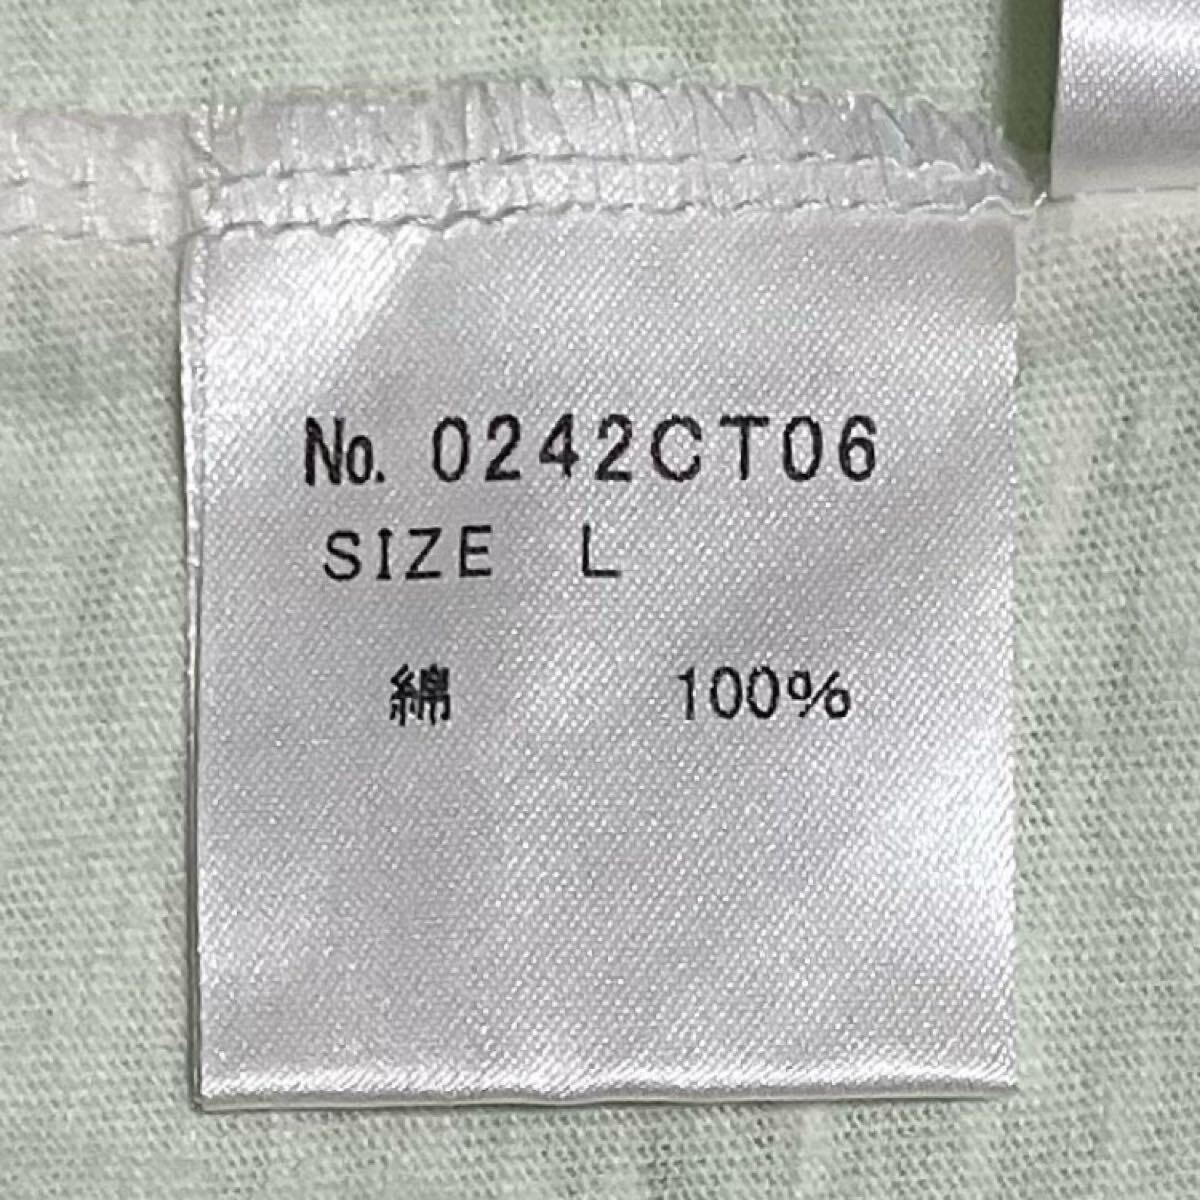 No. 0242CT06
SIZE L
綿 100%